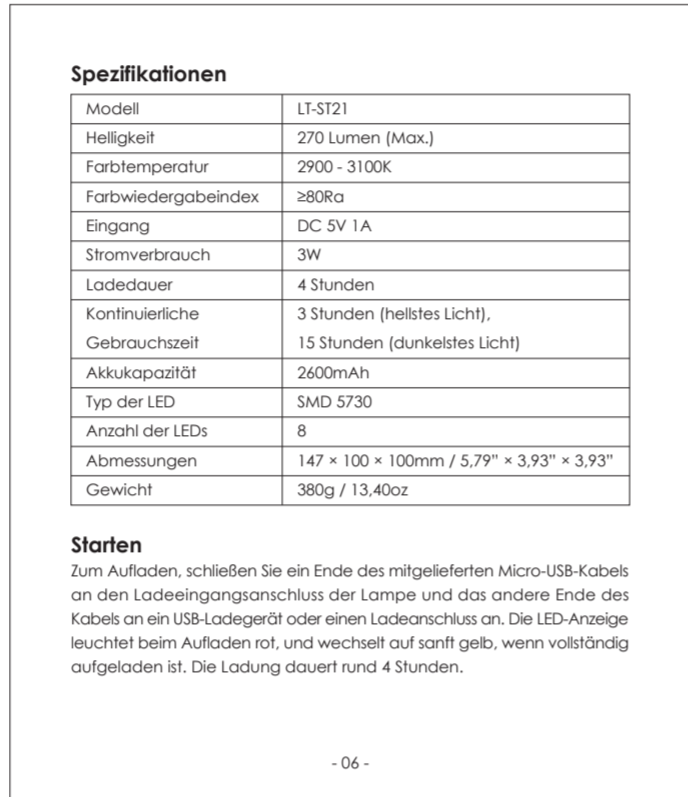 Spezifikationen
Modell LT-ST21
Helligkeit 270 Lumen (Max.)
Farbtemperatur 2900 - 3100K
Farbwiedergabeindex ≥80Ra
Eingang DC 5V 1A
Stromverbrauch 3W
Ladedauer 4 Stunden
Kontinuierliche 3 Stunden (hellstes Licht),
Gebrauchszeit 15 Stunden (dunkelstes Licht)
Akkukapazität 2600mAh
Typ der LED SMD 5730
Anzahl der LEDs 8
Abmessungen 147 × 100 × 100mm / 5,79" × 3,93" × 3,93"
Gewicht 380g / 13,40oz
Starten
Zum Aufladen, schließen Sie ein Ende des mitgelieferten Micro-USB-Kabels
an den Ladeeingangsanschluss der Lampe und das andere Ende des
Kabels an ein USB-Ladegerät oder einen Ladeanschluss an. Die LED-Anzeige
leuchtet beim Aufladen rot, und wechselt auf sanft gelb, wenn vollständig
aufgeladen ist. Die Ladung dauert rund 4 Stunden.
- 06 -